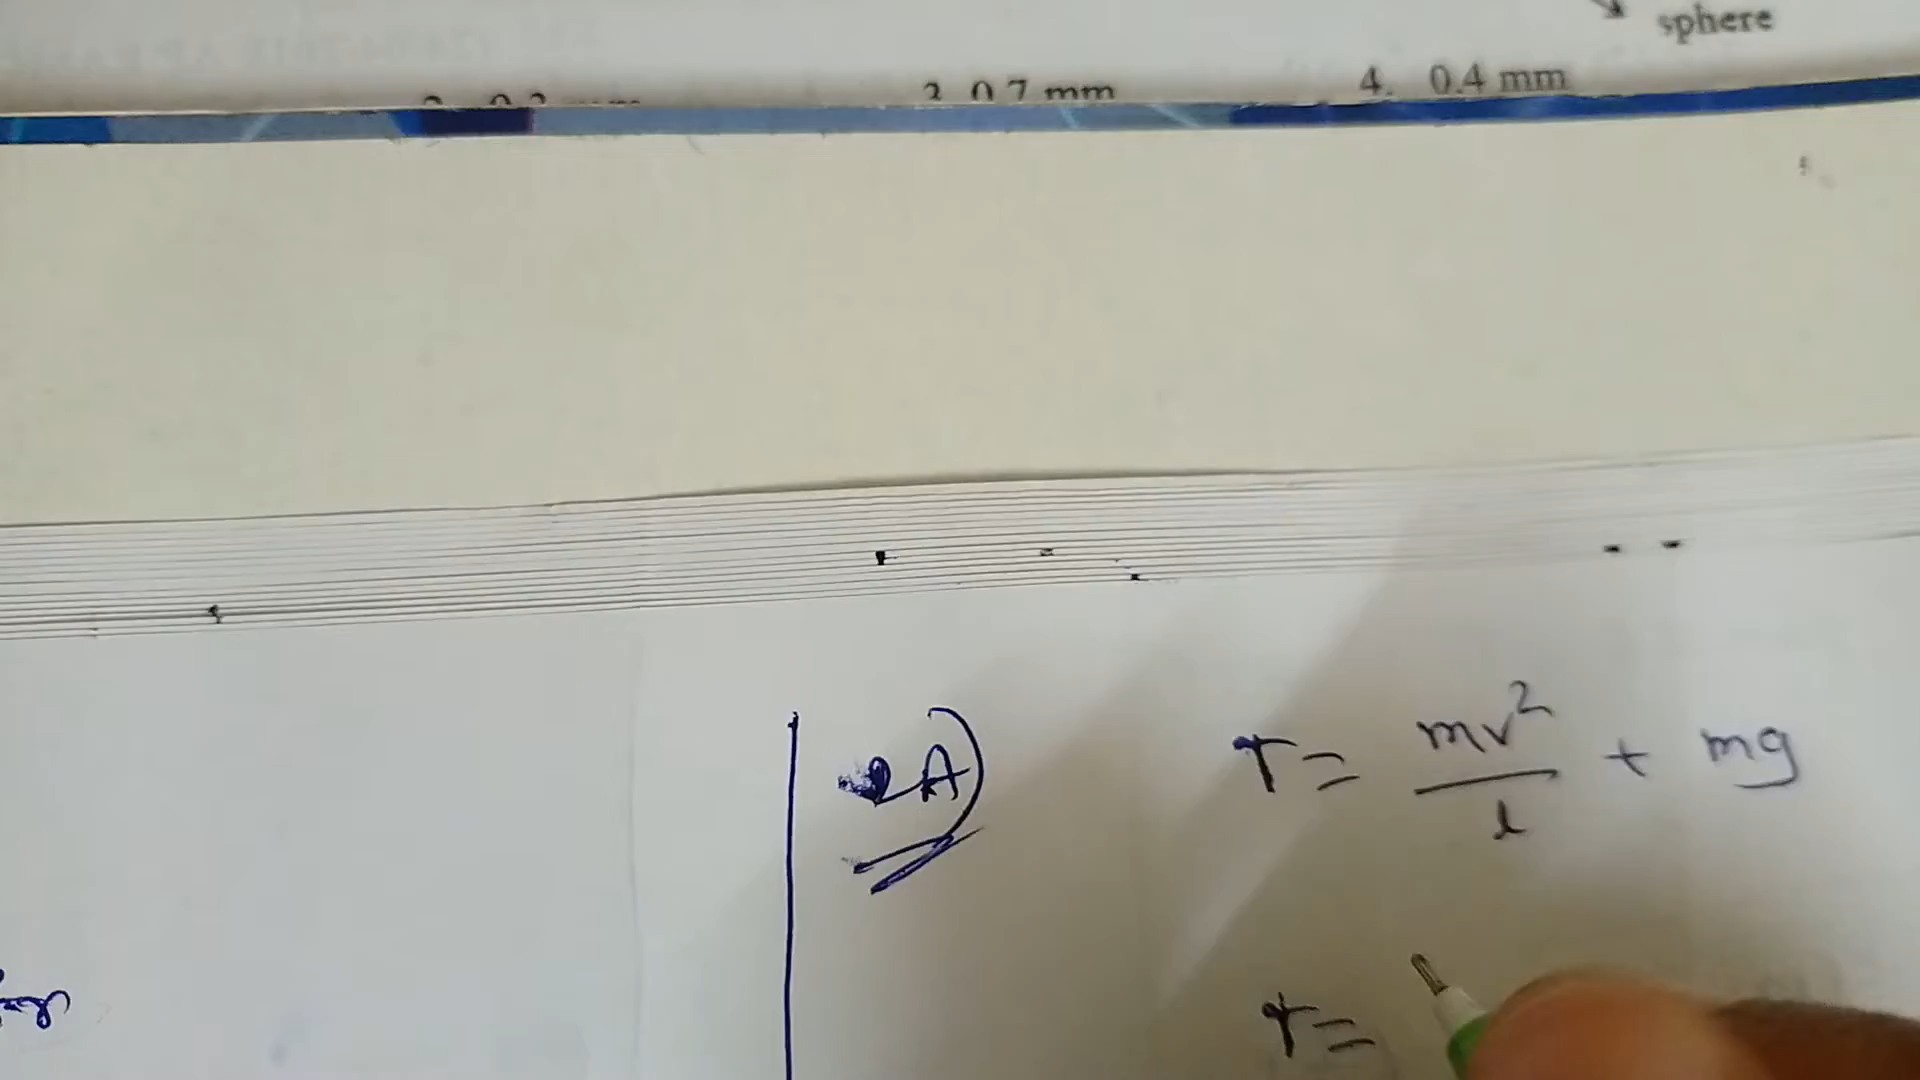 sphere
3 0.7 mm
4. 0.4 mm
2A)
T = mv²/l + mg
T =